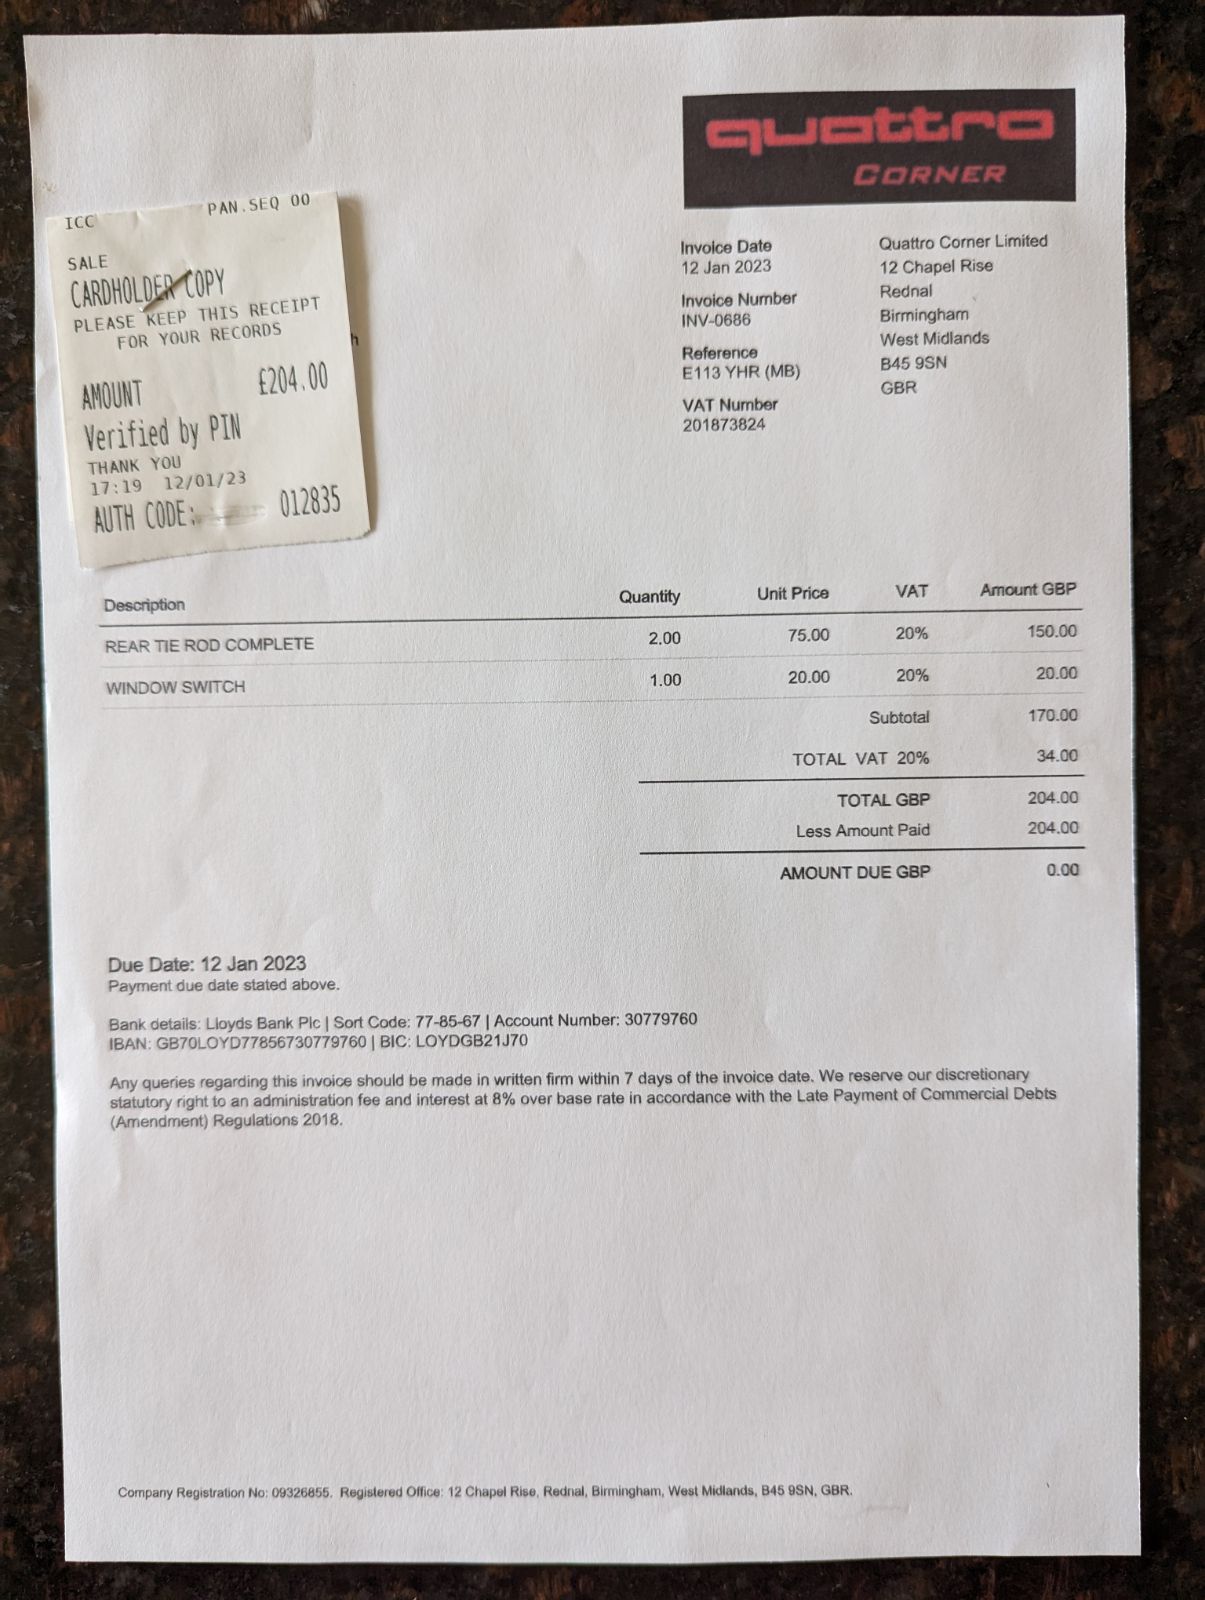 quattro
CORNER
ICC PAN.SEQ 00
SALE
CARDHOLDER COPY
PLEASE KEEP THIS RECEIPT
FOR YOUR RECORDS
AMOUNT £204.00
Verified by PIN
THANK YOU
17:19 12/01/23
AUTH CODE: 012835
h
Invoice Date
12 Jan 2023
Invoice Number
INV-0686
Reference
E113 YHR (MB)
VAT Number
201873824
Quattro Corner Limited
12 Chapel Rise
Rednal
Birmingham
West Midlands
B45 9SN
GBR
Description Quantity Unit Price VAT Amount GBP
REAR TIE ROD COMPLETE 2.00 75.00 20% 150.00
WINDOW SWITCH 1.00 20.00 20% 20.00
Subtotal 170.00
TOTAL VAT 20% 34.00
TOTAL GBP 204.00
Less Amount Paid 204.00
AMOUNT DUE GBP 0.00
Due Date: 12 Jan 2023
Payment due date stated above.
Bank details: Lloyds Bank Plc | Sort Code: 77-85-67 | Account Number: 30779760
IBAN: GB70LOYD77856730779760 | BIC: LOYDGB21J70
Any queries regarding this invoice should be made in written firm within 7 days of the invoice date. We reserve our discretionary
statutory right to an administration fee and interest at 8% over base rate in accordance with the Late Payment of Commercial Debts
(Amendment) Regulations 2018.
Company Registration No: 09326855. Registered Office: 12 Chapel Rise, Rednal, Birmingham, West Midlands, B45 9SN, GBR.